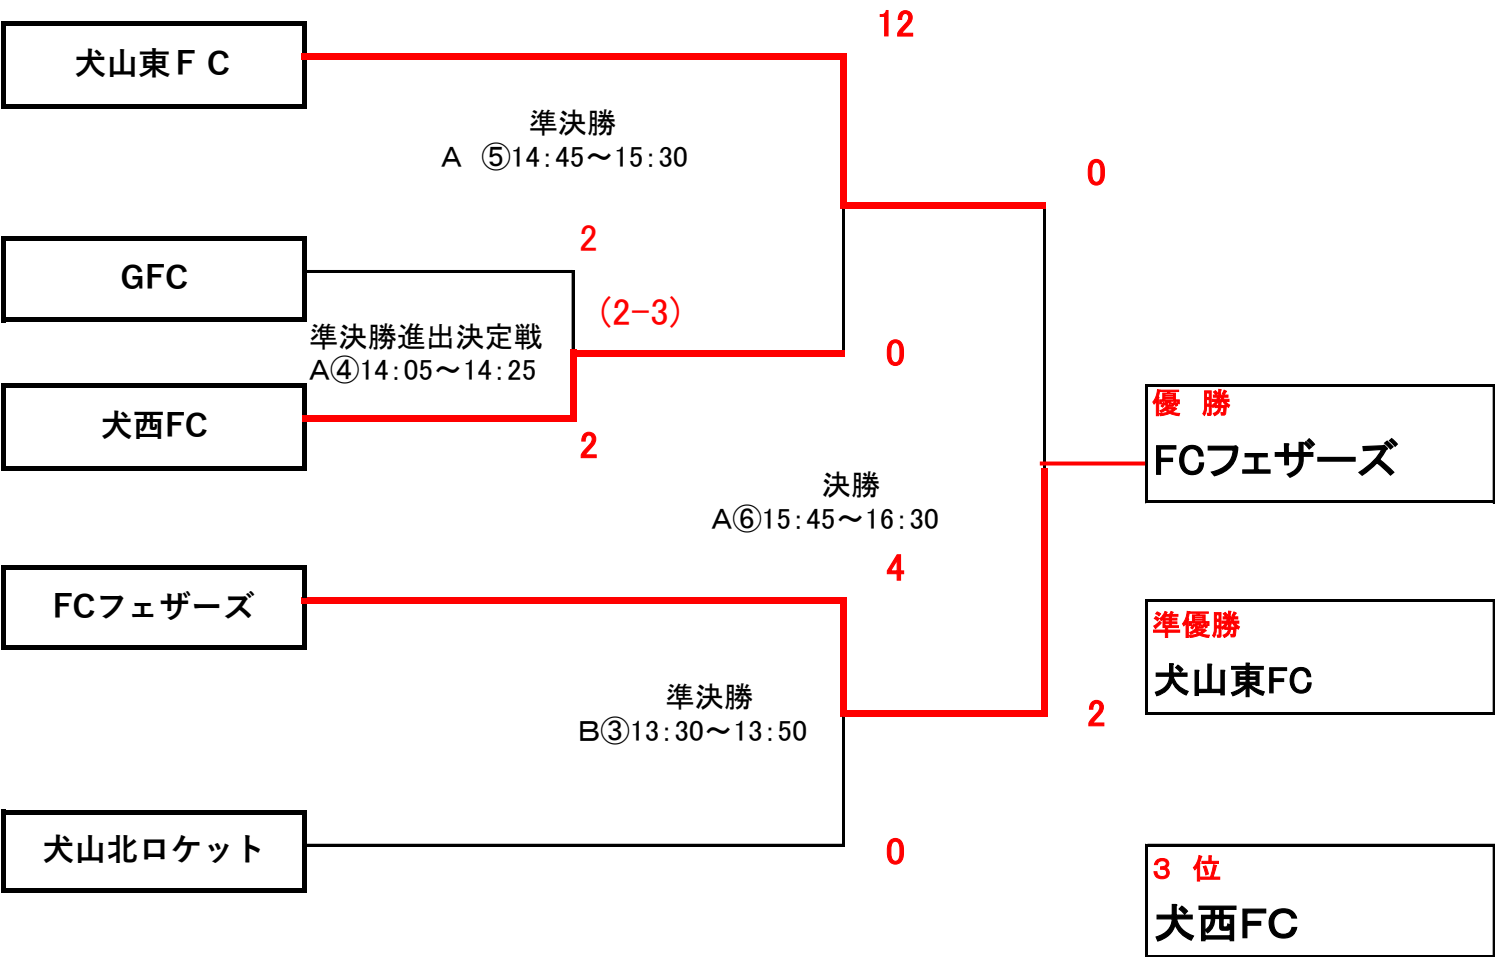 12
犬山東ＦＣ
準決勝
A ⑤14:45～15:30
0
2
GFC
(2-3)
準決勝進出決定戦
A④14:05～14:25
0
犬西FC
2
優 勝
FCフェザーズ
決勝
A⑥15:45～16:30
4
FCフェザーズ
準優勝
犬山東FC
準決勝
B③13:30～13:50
2
犬山北ロケット
0
３ 位
犬西FC